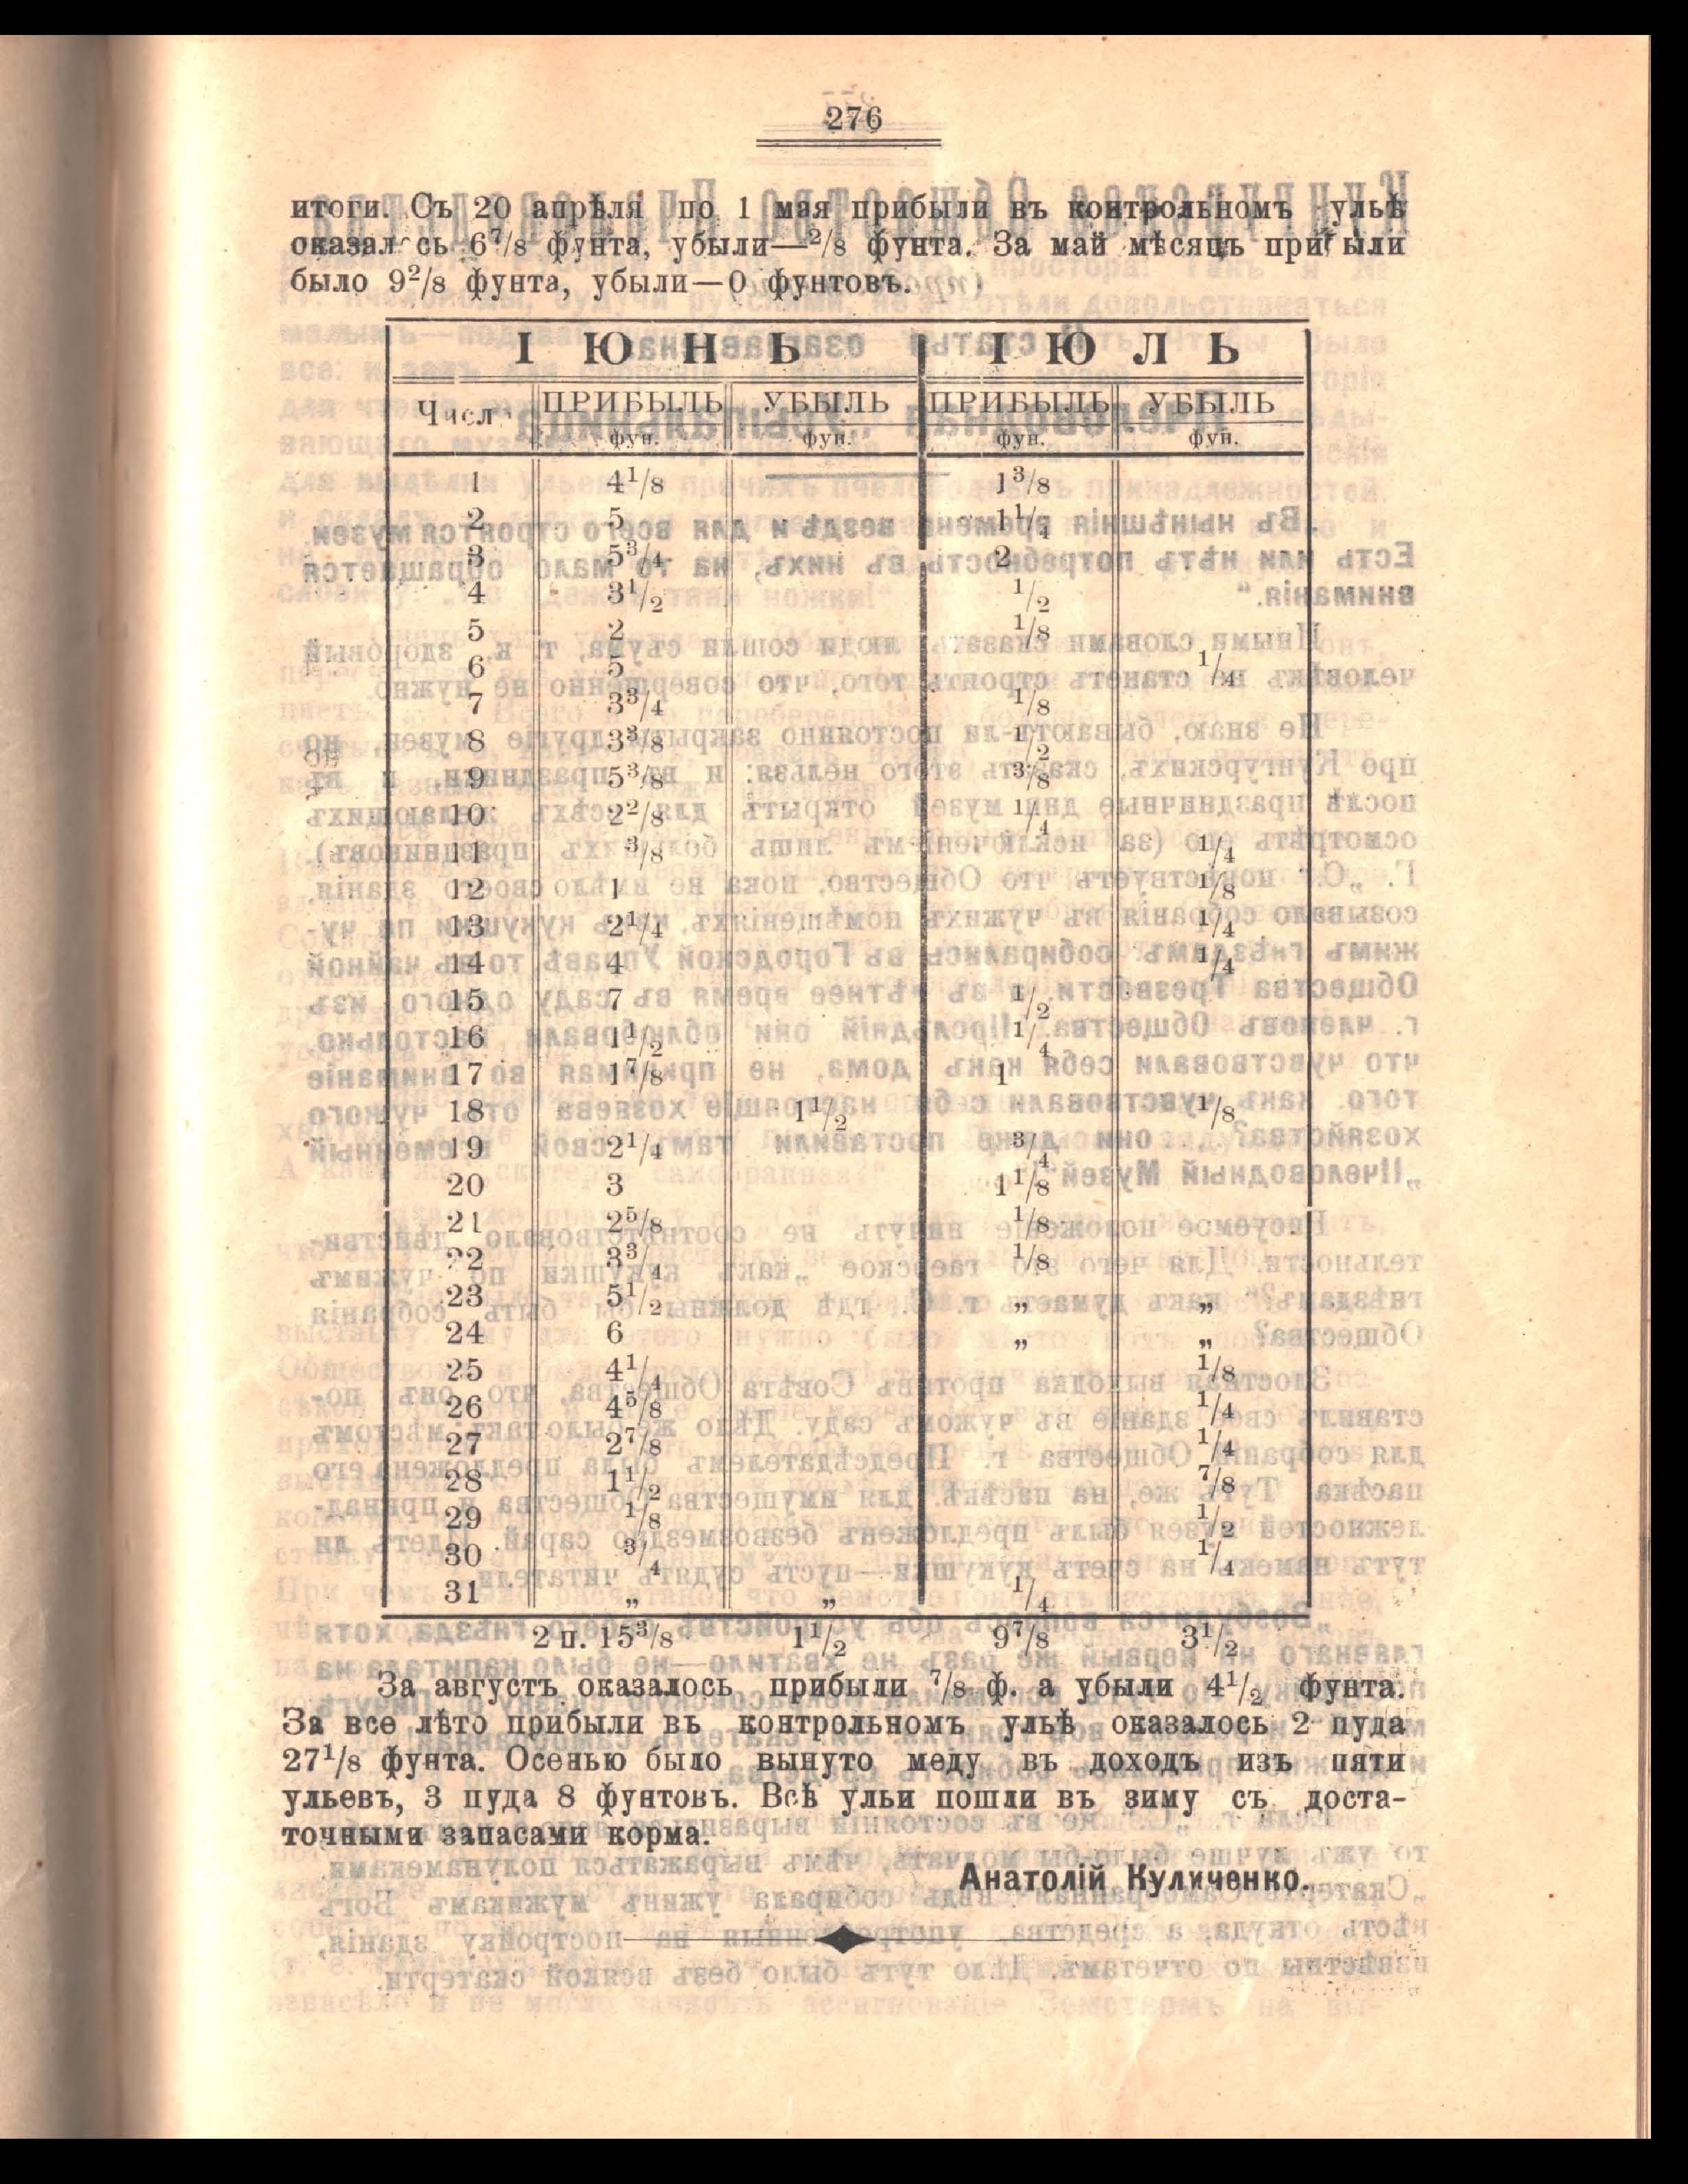 276
итоги. Съ 20 апрѣля по 1 мая прибыли въ контрольномъ ульѣ
оказалось 6⁷/₈ фунта, убыли—²/₈ фунта. За май мѣсяцъ прибыли
было 9²/₈ фунта, убыли—0 фунтовъ.
ІЮНЬ ІЮЛЬ
Числ ПРИБЫЛЬ УБЫЛЬ ПРИБЫЛЬ УБЫЛЬ
фун. фун. фун. фун.
1 4¹/₈ 1³/₈
2 5 1¹/₄
3 5³/₄ 2
4 3¹/₂ ¹/₂
5 2 ¹/₈
6 5 ¹/₄
7 3³/₄ ¹/₈
8 3³/₈ ¹/₂
9 5³/₈ ³/₈
10 2²/₈ ¹/₄
11 ³/₈ ¹/₄
12 1 ¹/₈
13 2¹/₄ ¹/₄
14 4 ¹/₄
15 7 ¹/₂
16 1¹/₂ ¹/₄
17 1⁷/₈ 1
18 1¹/₂ ¹/₈
19 2¹/₄ ³/₄
20 3 1¹/₈
21 2⁵/₈ ¹/₈
22 3³/₄ ¹/₈
23 5¹/₂ „ „
24 6 „ „
25 4¹/₄ ¹/₈
26 4⁵/₈ ¹/₄
27 2⁷/₈ ¹/₄
28 1¹/₂ ⁷/₈
29 ¹/₈ ¹/₂
30 ³/₄ ¹/₄
31 „ „ ¹/₄
2 п. 15³/₈ 1¹/₂ 9⁷/₈ 3¹/₂
За августъ оказалось прибыли ⁷/₈ ф. а убыли 4¹/₂ фунта.
За все лѣто прибыли въ контрольномъ ульѣ оказалось 2 пуда
27¹/₈ фунта. Осенью было вынуто меду въ доходъ изъ пяти
ульевъ, 3 пуда 8 фунтовъ. Всѣ ульи пошли въ зиму съ доста-
точными запасами корма.
Анатолій Куличенко.